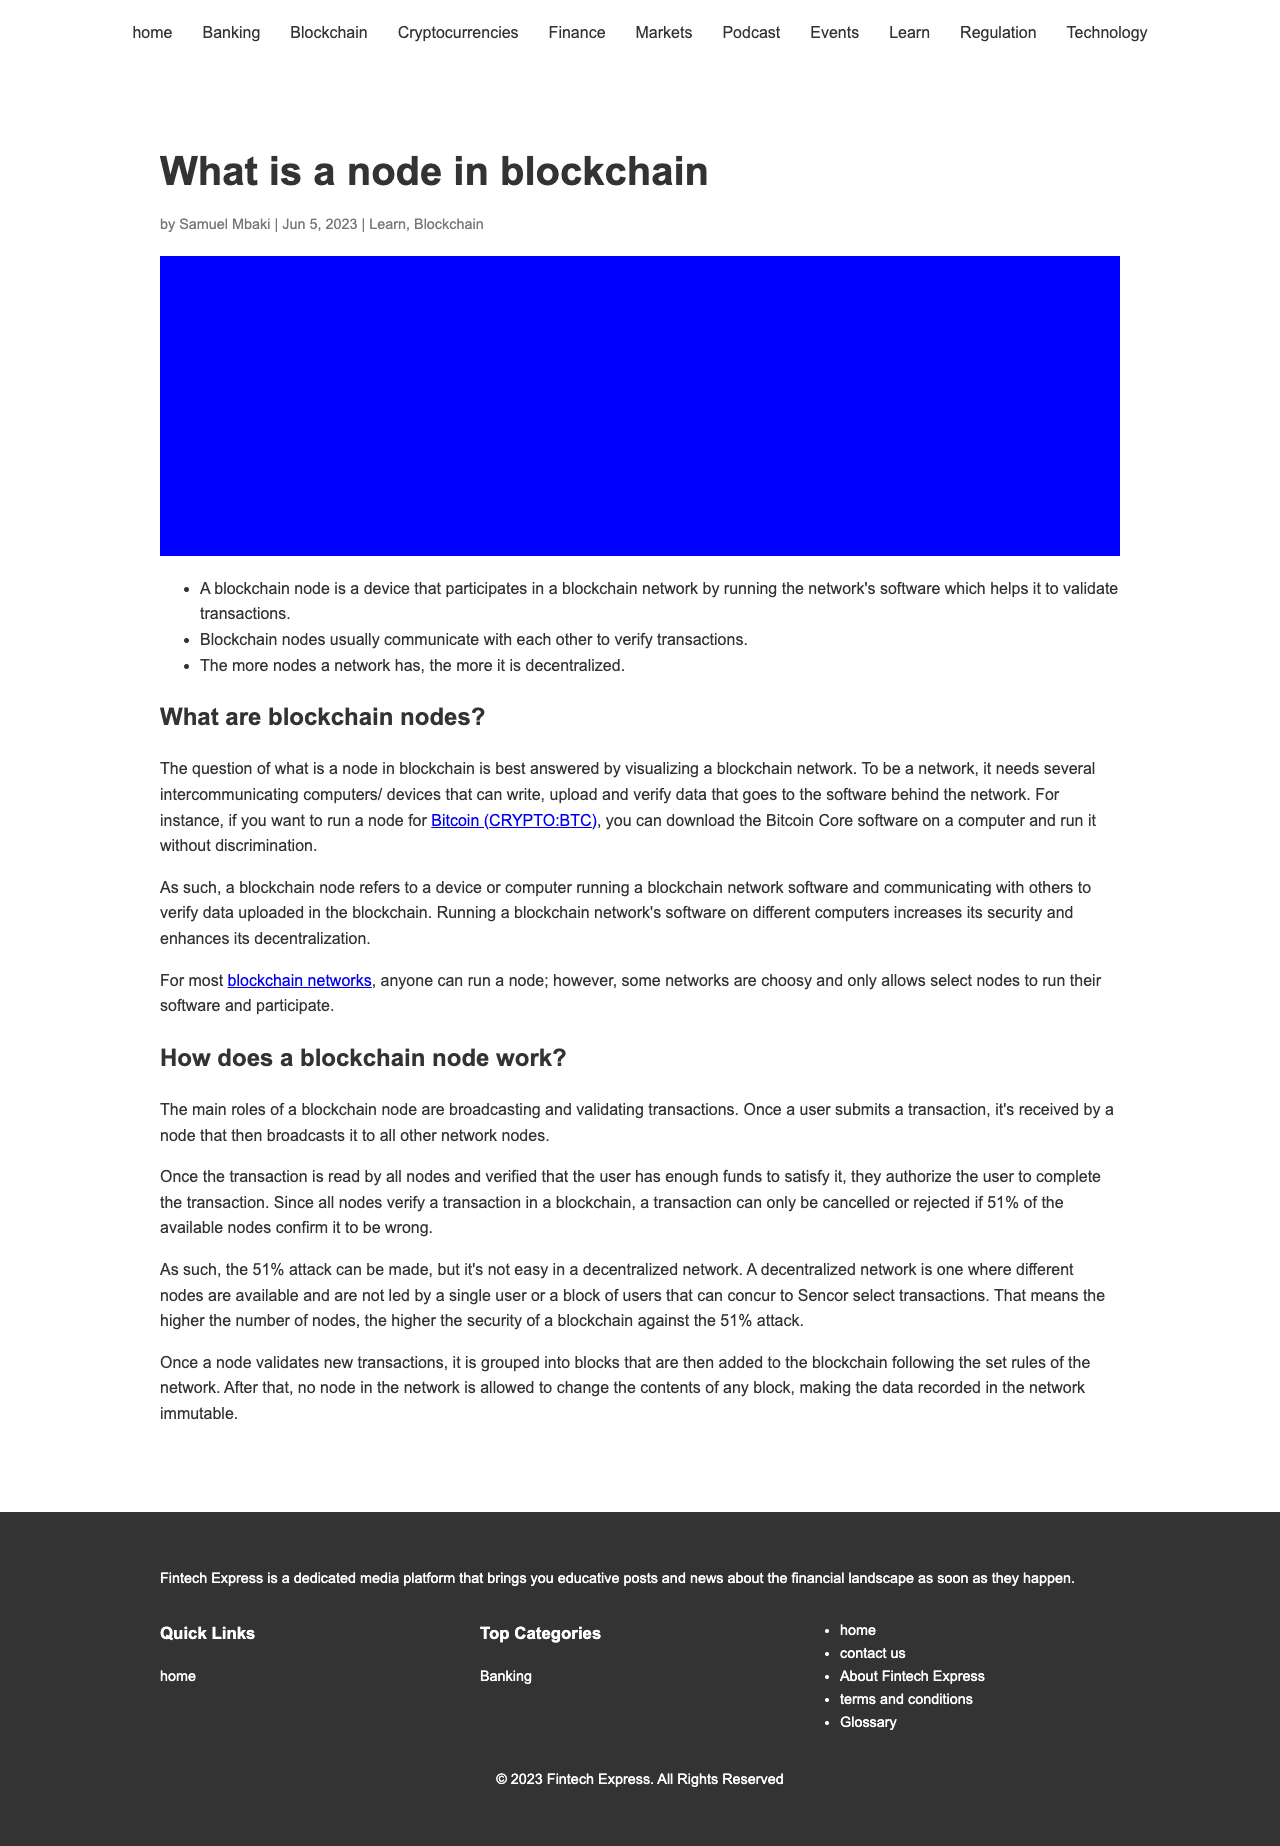 home Banking Blockchain Cryptocurrencies Finance Markets Podcast Events Learn Regulation Technology
What is a node in blockchain
by Samuel Mbaki | Jun 5, 2023 | Learn, Blockchain
• A blockchain node is a device that participates in a blockchain network by running the network's software which helps it to validate
transactions.
• Blockchain nodes usually communicate with each other to verify transactions.
• The more nodes a network has, the more it is decentralized.
What are blockchain nodes?
The question of what is a node in blockchain is best answered by visualizing a blockchain network. To be a network, it needs several
intercommunicating computers/ devices that can write, upload and verify data that goes to the software behind the network. For
instance, if you want to run a node for Bitcoin (CRYPTO:BTC), you can download the Bitcoin Core software on a computer and run it
without discrimination.
As such, a blockchain node refers to a device or computer running a blockchain network software and communicating with others to
verify data uploaded in the blockchain. Running a blockchain network's software on different computers increases its security and
enhances its decentralization.
For most blockchain networks, anyone can run a node; however, some networks are choosy and only allows select nodes to run their
software and participate.
How does a blockchain node work?
The main roles of a blockchain node are broadcasting and validating transactions. Once a user submits a transaction, it's received by a
node that then broadcasts it to all other network nodes.
Once the transaction is read by all nodes and verified that the user has enough funds to satisfy it, they authorize the user to complete
the transaction. Since all nodes verify a transaction in a blockchain, a transaction can only be cancelled or rejected if 51% of the
available nodes confirm it to be wrong.
As such, the 51% attack can be made, but it's not easy in a decentralized network. A decentralized network is one where different
nodes are available and are not led by a single user or a block of users that can concur to Sencor select transactions. That means the
higher the number of nodes, the higher the security of a blockchain against the 51% attack.
Once a node validates new transactions, it is grouped into blocks that are then added to the blockchain following the set rules of the
network. After that, no node in the network is allowed to change the contents of any block, making the data recorded in the network
immutable.
Fintech Express is a dedicated media platform that brings you educative posts and news about the financial landscape as soon as they happen.
Quick Links
home
Top Categories
Banking
• home
• contact us
• About Fintech Express
• terms and conditions
• Glossary
© 2023 Fintech Express. All Rights Reserved